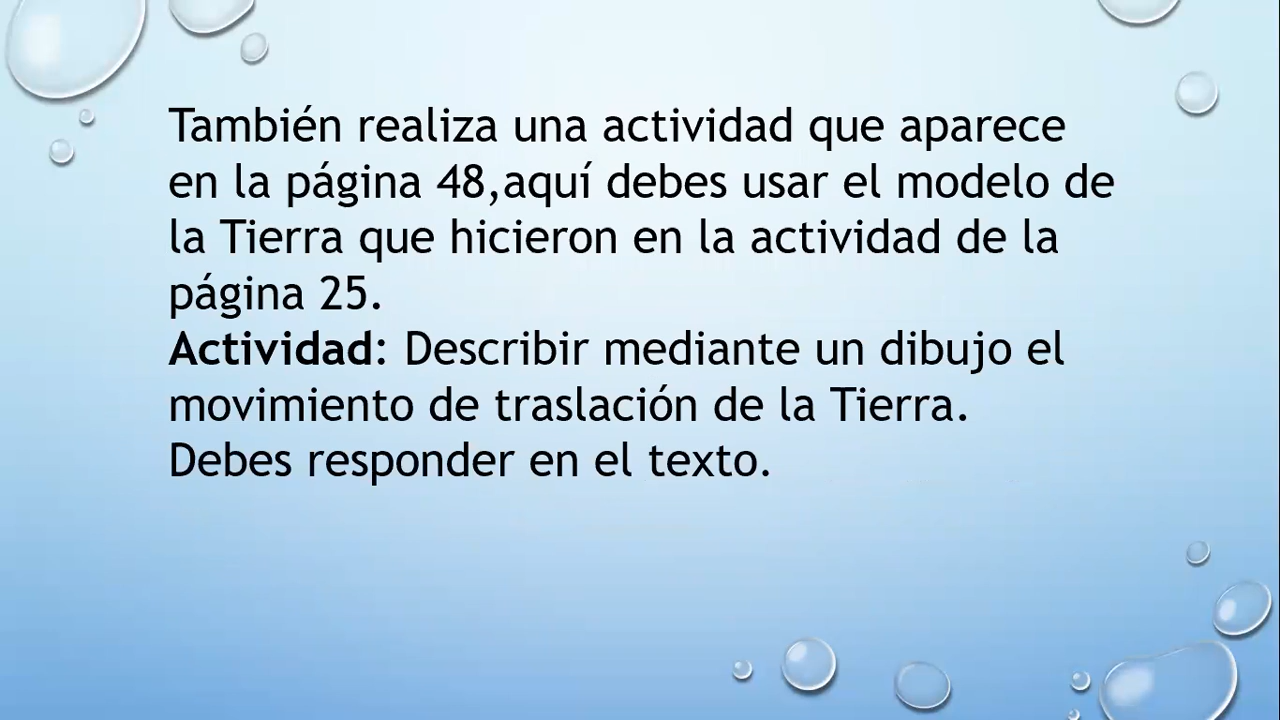 También realiza una actividad que aparece
en la página 48,aquí debes usar el modelo de
la Tierra que hicieron en la actividad de la
página 25.
Actividad: Describir mediante un dibujo el
movimiento de traslación de la Tierra.
Debes responder en el texto.